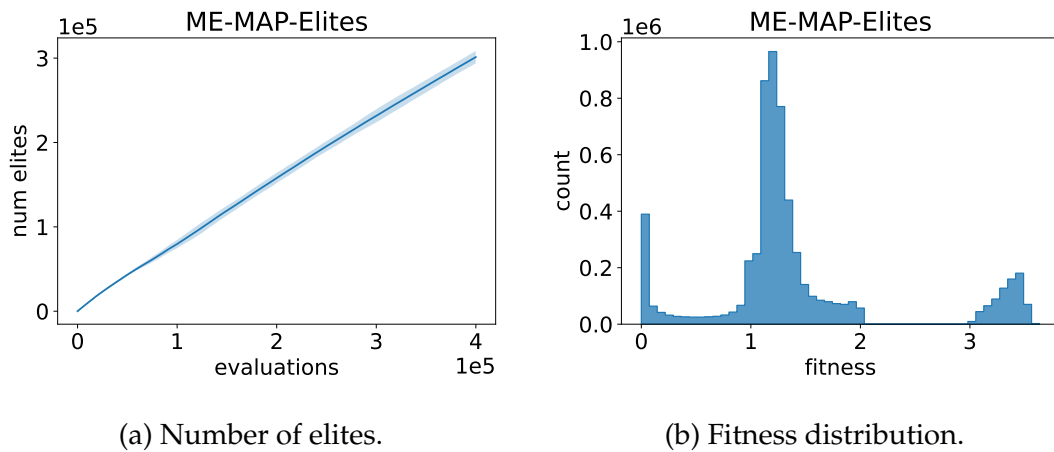 ME-MAP-Elites
1e5
3
2
1
0
num elites
0 1 2 3 4
evaluations
1e5
(a) Number of elites.
ME-MAP-Elites
1e6
1.0
0.8
0.6
0.4
0.2
0.0
count
0 1 2 3
fitness
(b) Fitness distribution.